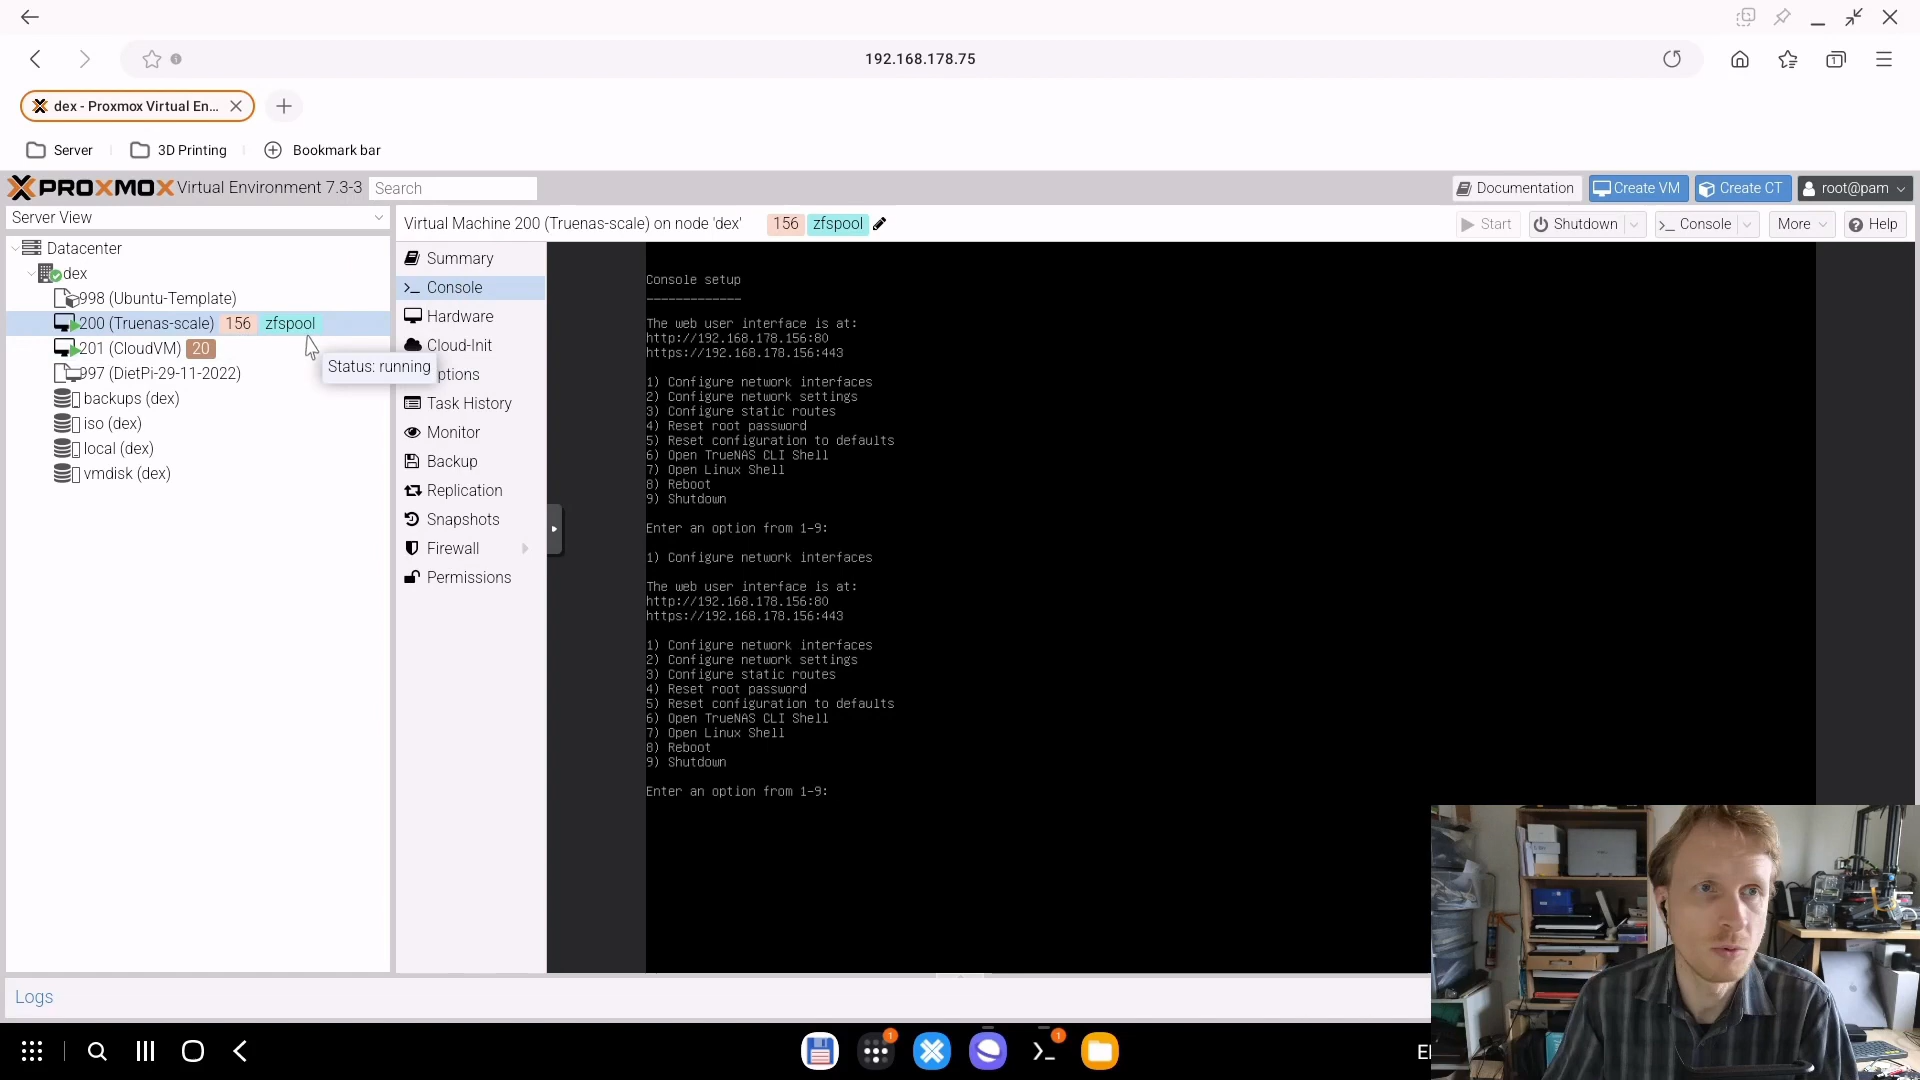 192.168.178.75
dex - Proxmox Virtual En...
Server
3D Printing
Bookmark bar
PROXMOX Virtual Environment 7.3-3
Search
Documentation
Create VM
Create CT
root@pam
Server View
Virtual Machine 200 (Truenas-scale) on node 'dex'
156
zfspool
Start
Shutdown
Console
More
Help
Datacenter
dex
998 (Ubuntu-Template)
200 (Truenas-scale) 156 zfspool
201 (CloudVM) 20
997 (DietPi-29-11-2022)
backups (dex)
iso (dex)
local (dex)
vmdisk (dex)
Status: running
Summary
Console
Hardware
Cloud-Init
ptions
Task History
Monitor
Backup
Replication
Snapshots
Firewall
Permissions
Console setup
-------------
The web user interface is at:
http://192.168.178.156:80
https://192.168.178.156:443
1) Configure network interfaces
2) Configure network settings
3) Configure static routes
4) Reset root password
5) Reset configuration to defaults
6) Open TrueNAS CLI Shell
7) Open Linux Shell
8) Reboot
9) Shutdown
Enter an option from 1-9:
1) Configure network interfaces
The web user interface is at:
http://192.168.178.156:80
https://192.168.178.156:443
1) Configure network interfaces
2) Configure network settings
3) Configure static routes
4) Reset root password
5) Reset configuration to defaults
6) Open TrueNAS CLI Shell
7) Open Linux Shell
8) Reboot
9) Shutdown
Enter an option from 1-9:
Logs
1
1